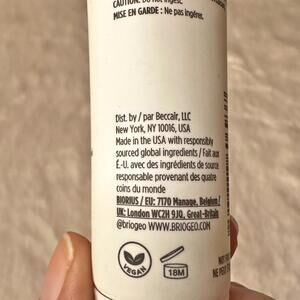 CAUTION: Do not ingest.
MISE EN GARDE : Ne pas ingérer.
Dist. by / par Beccair, LLC
New York, NY 10016, USA
Made in the USA with responsibly
sourced global ingredients / Fait aux
É.-U. avec des ingrédients de source
responsable provenant des quatre
coins du monde
BIORIUS / EU: 7170 Manage, Belgium /
UK: London WC2H 9JQ, Great-Britain
@briogeo WWW.BRIOGEO.COM
VEGAN
18M
NOT
NE PEUT